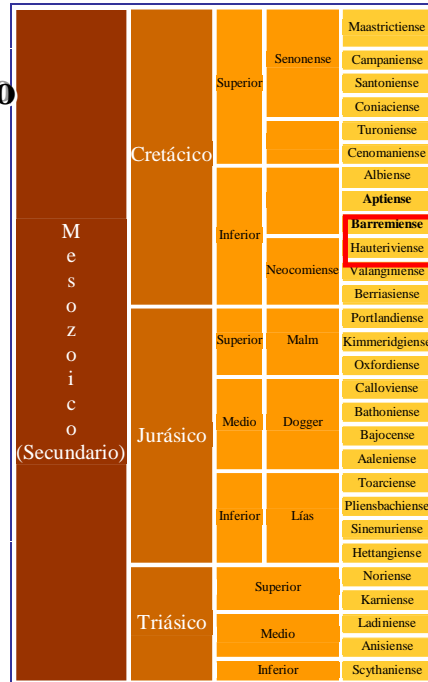 o
Mesozoico
(Secundario)
Cretácico
Superior
Senonense
Maastrictiense
Campaniense
Santoniense
Coniaciense
Turoniense
Cenomaniense
Inferior
Albiense
Aptiense
Barremiense
Neocomiense
Hauteriviense
Valanginiense
Berriasiense
Jurásico
Superior
Malm
Portlandiense
Kimmeridgiense
Oxfordiense
Medio
Dogger
Calloviense
Bathoniense
Bajocense
Aaleniense
Inferior
Lías
Toarciense
Pliensbachiense
Sinemuriense
Hettangiense
Triásico
Superior
Noriense
Karniense
Medio
Ladiniense
Anisiense
Inferior
Scythaniense